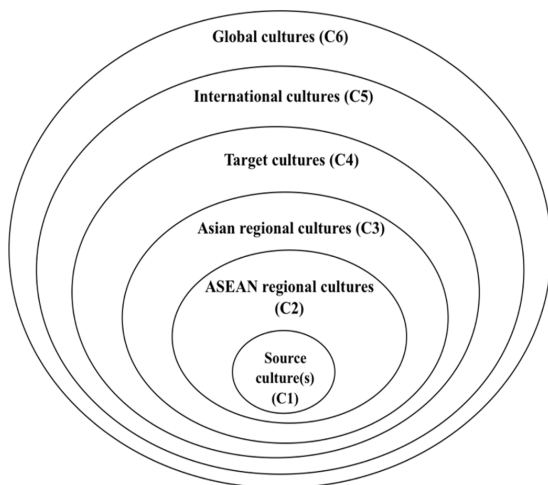 Global cultures (C6)
International cultures (C5)
Target cultures (C4)
Asian regional cultures (C3)
ASEAN regional cultures
(C2)
Source
culture(s)
(C1)